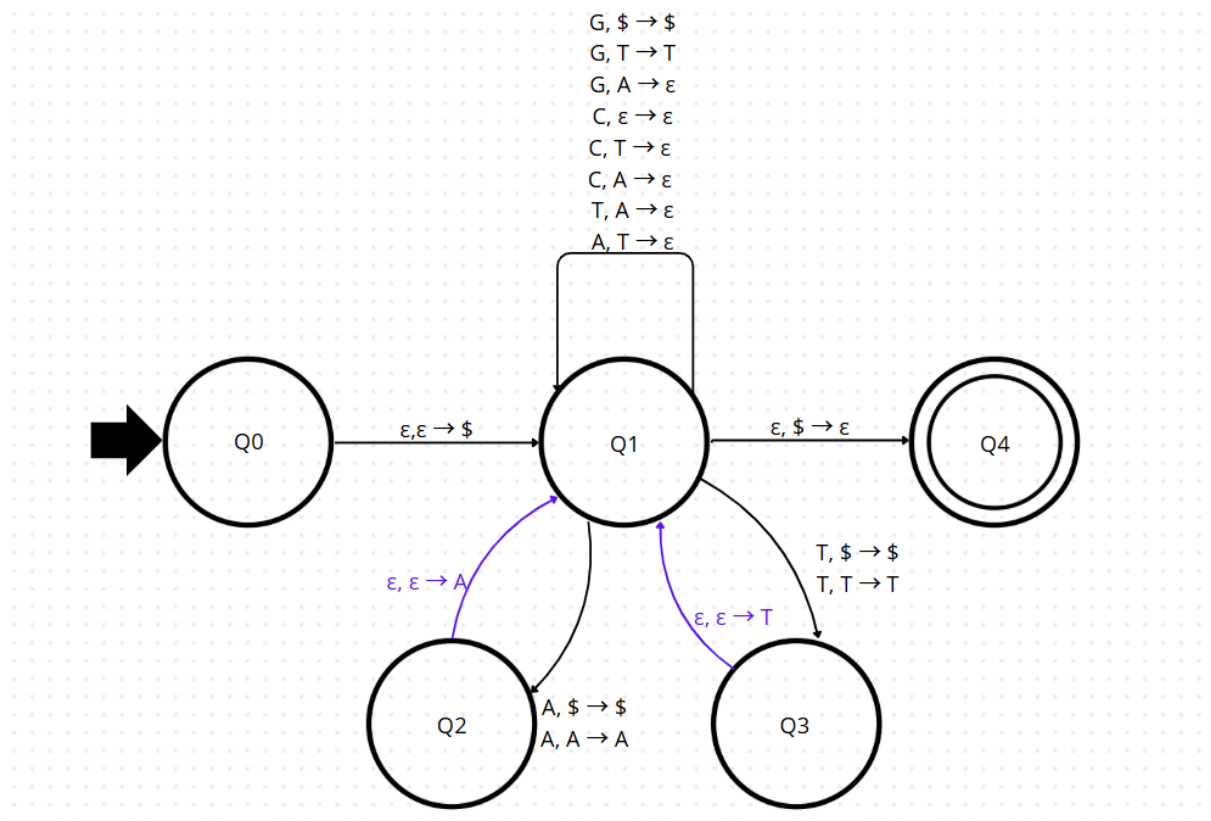 G, $ → $
G, T → T
G, A → ε
C, ε → ε
C, T → ε
C, A → ε
T, A → ε
A, T → ε
Q0
ε,ε → $
Q1
ε, $ → ε
Q4
ε, ε → A
ε, ε → T
T, $ → $
T, T → T
Q2
A, $ → $
A, A → A
Q3